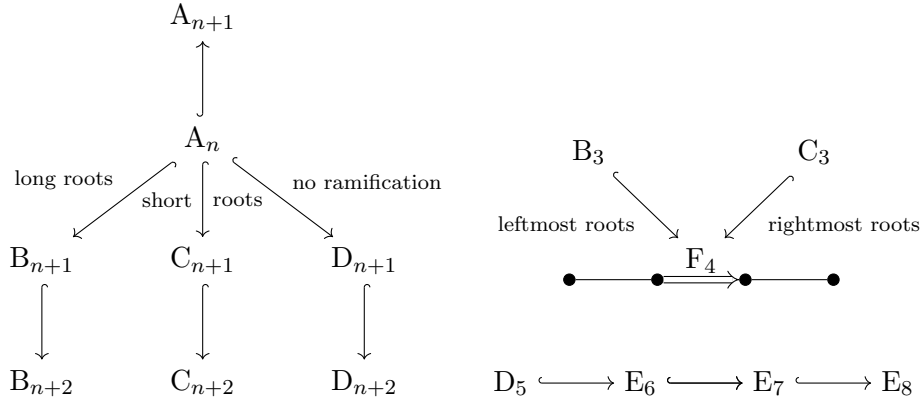 A_{n+1}
A_n
long roots
short roots
no ramification
B_{n+1} C_{n+1} D_{n+1}
B_{n+2} C_{n+2} D_{n+2}
B_3 C_3
leftmost roots rightmost roots
F_4
D_5 E_6 E_7 E_8